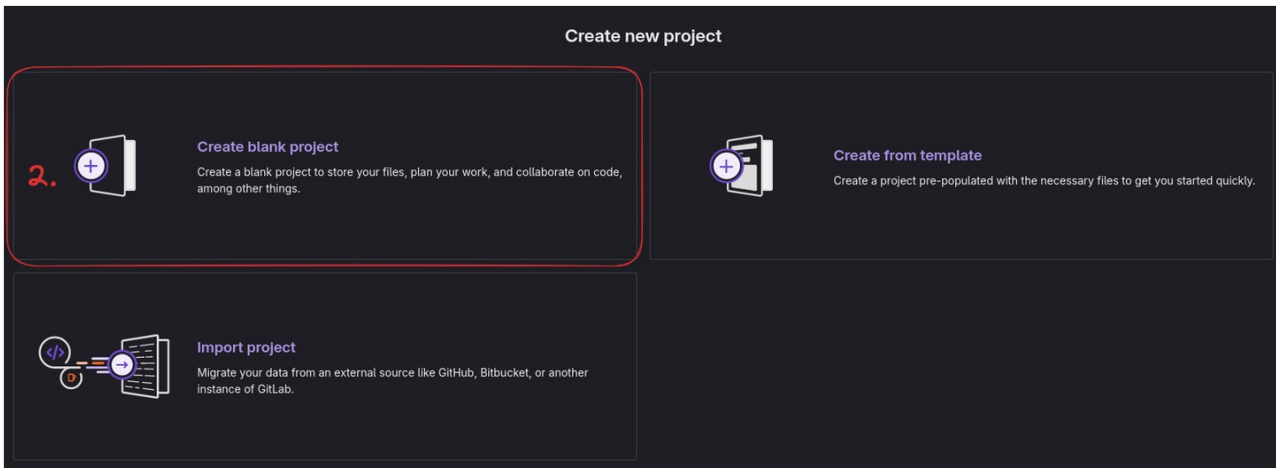 Create new project
2.
Create blank project
Create a blank project to store your files, plan your work, and collaborate on code,
among other things.
Create from template
Create a project pre-populated with the necessary files to get you started quickly.
Import project
Migrate your data from an external source like GitHub, Bitbucket, or another
instance of GitLab.